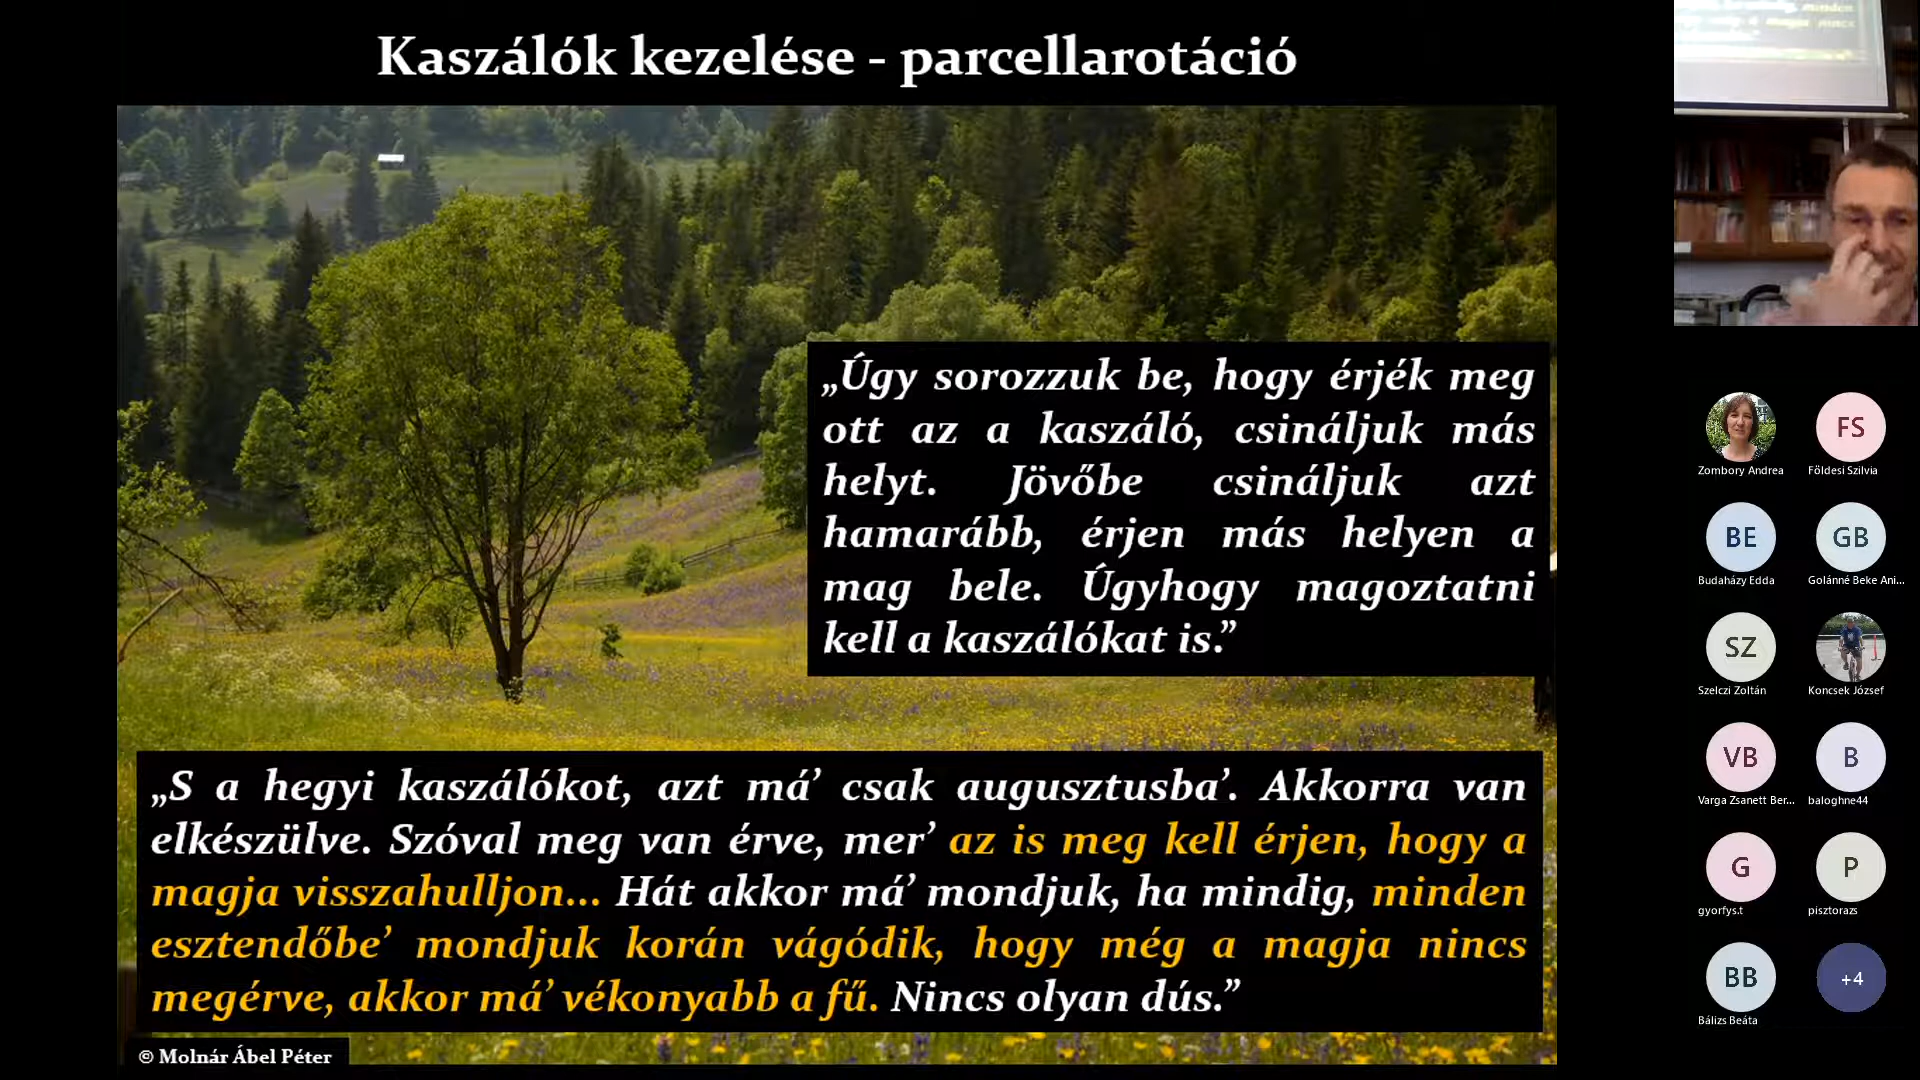 Kaszálók kezelése - parcellarotáció
„Úgy sorozzuk be, hogy érjék meg
ott az a kaszáló, csináljuk más
helyt. Jövőbe csináljuk azt
hamarább, érjen más helyen a
mag bele. Úgyhogy magoztatni
kell a kaszálókat is.”
„S a hegyi kaszálókot, azt má’ csak augusztusba’. Akkorra van
elkészülve. Szóval meg van érve, mer’ az is meg kell érjen, hogy a
magja visszahulljon... Hát akkor má’ mondjuk, ha mindig, minden
esztendőbe’ mondjuk korán vágódik, hogy még a magja nincs
megérve, akkor má’ vékonyabb a fű. Nincs olyan dús.”
© Molnár Ábel Péter
minden
a magja nincs
Zombory Andrea
FS
Földesi Szilvia
BE
Budaházy Edda
GB
Golánné Beke Ani...
SZ
Szelczi Zoltán
Koncsek József
VB
Varga Zsanett Ber...
B
baloghne44
G
gyorfys.t
P
pisztorazs
BB
Bálizs Beáta
+4